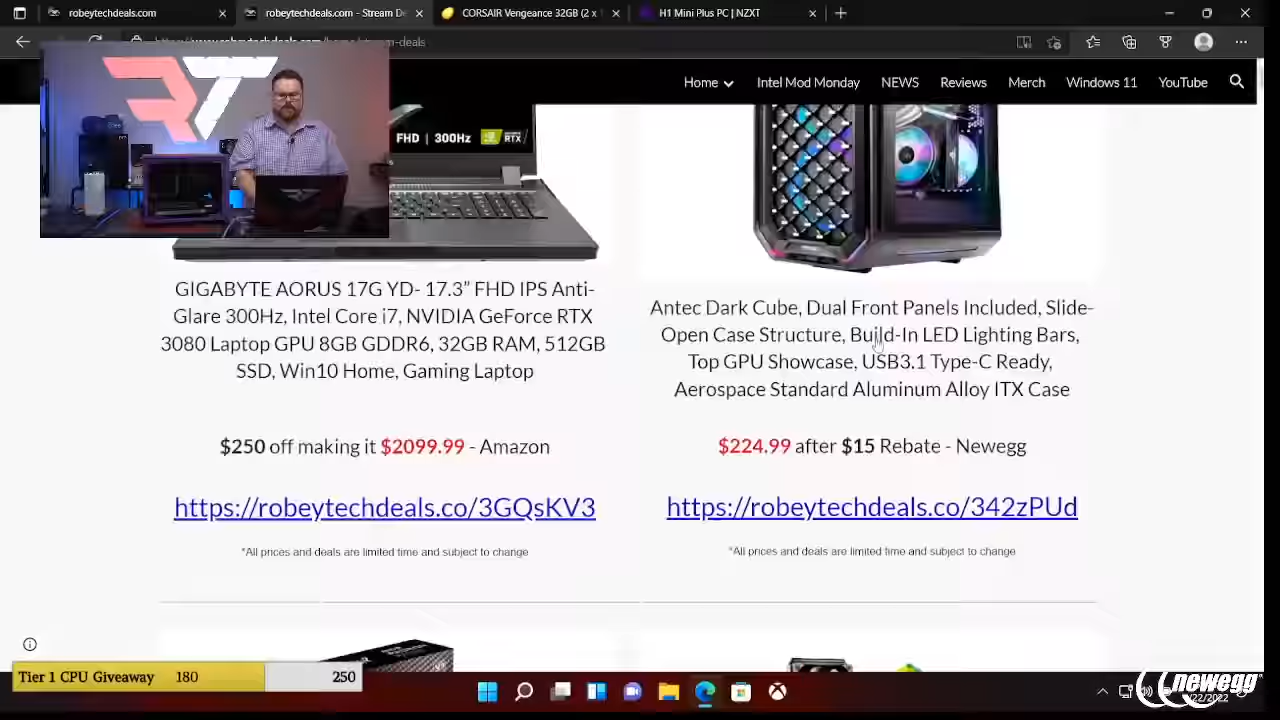 robeytechdeals.com
robeytechdeals.com - Stream De
CORSAIR Vengeance 32GB (2 x 1
H1 Mini Plus PC | NZXT
RT
Home
Intel Mod Monday
NEWS
Reviews
Merch
Windows 11
YouTube
FHD | 300Hz
RTX
GIGABYTE AORUS 17G YD- 17.3” FHD IPS Anti-
Glare 300Hz, Intel Core i7, NVIDIA GeForce RTX
3080 Laptop GPU 8GB GDDR6, 32GB RAM, 512GB
SSD, Win10 Home, Gaming Laptop
$250 off making it $2099.99 - Amazon
https://robeytechdeals.co/3GQsKV3
*All prices and deals are limited time and subject to change
Antec Dark Cube, Dual Front Panels Included, Slide-
Open Case Structure, Build-In LED Lighting Bars,
Top GPU Showcase, USB3.1 Type-C Ready,
Aerospace Standard Aluminum Alloy ITX Case
$224.99 after $15 Rebate - Newegg
https://robeytechdeals.co/342zPUd
*All prices and deals are limited time and subject to change
Tier 1 CPU Giveaway 180 250
newegg
/22/2022